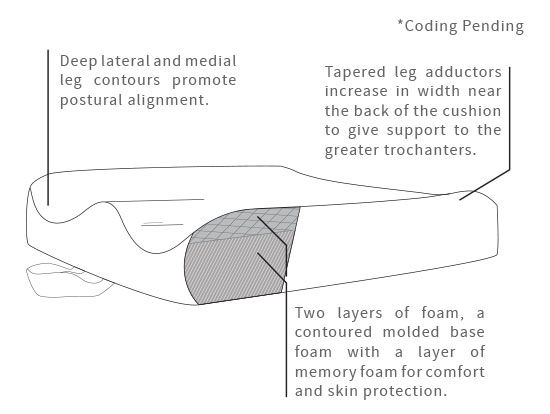 *Coding Pending
Deep lateral and medial
leg contours promote
postural alignment.
Tapered leg adductors
increase in width near
the back of the cushion
to give support to the
greater trochanters.
Two layers of foam, a
contoured molded base
foam with a layer of
memory foam for comfort
and skin protection.